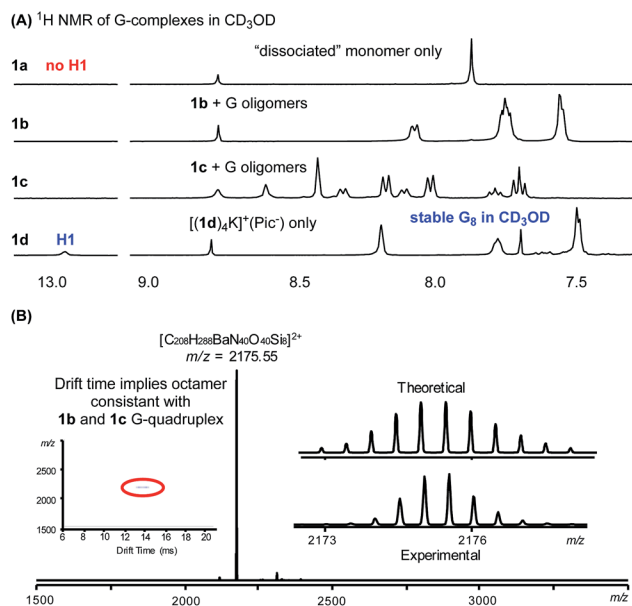 (A) ¹H NMR of G-complexes in CD₃OD
1a no H1 "dissociated" monomer only
1b + G oligomers
1b
1c + G oligomers
1c
[(1d)₄K]⁺(Pic⁻) only stable G₈ in CD₃OD
1d H1
13.0 9.0 8.5 8.0 7.5
(B)
[C₂₀₈H₂₈₈BaN₄₀O₄₀Si₈]²⁺
m/z = 2175.55
Drift time implies octamer
consistant with
1b and 1c G-quadruplex
m/z
2500
2000
1500
6 8 10 12 14 16 18 20
Drift Time (ms)
Theoretical
2173 2176 m/z
Experimental
1500 2000 2500 3000 m/z